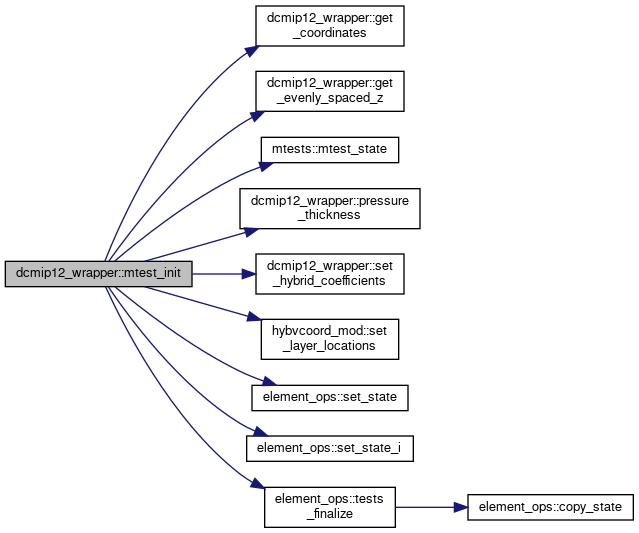 dcmip12_wrapper::get
_coordinates
dcmip12_wrapper::get
_evenly_spaced_z
mtests::mtest_state
dcmip12_wrapper::pressure
_thickness
dcmip12_wrapper::mtest_init
dcmip12_wrapper::set
_hybrid_coefficients
hybvcoord_mod::set
_layer_locations
element_ops::set_state
element_ops::set_state_i
element_ops::tests
_finalize
element_ops::copy_state